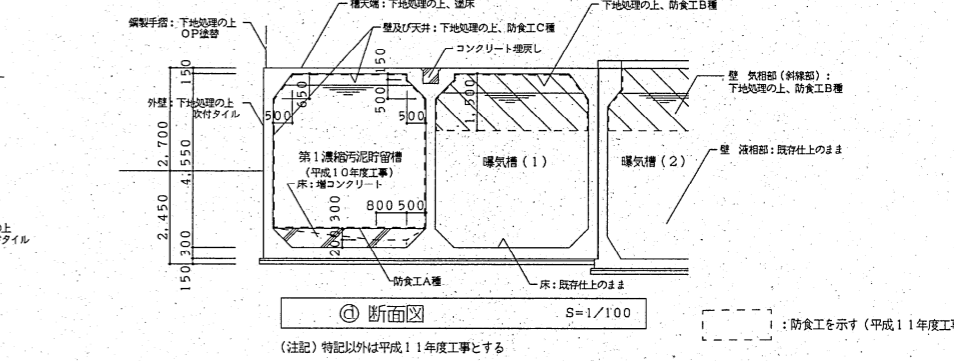 槽天端：下地処理の上、塗床
下地処理の上、防食工B種
鋼製手摺：下地処理の上
OP塗替
壁及び天井：下地処理の上、防食工C種
コンクリート埋戻し
150
150
650
500
1,500
壁 気相部（斜線部）：
下地処理の上、防食工B種
外壁：下地処理の上
吹付タイル
500
500
2,700
4,550
第1濃縮汚泥貯留槽
（平成10年度工事）
床：増コンクリート
曝気槽（1）
曝気槽（2）
壁 液相部：既存仕上のまま
800 500
300
200
2,450
300
150
の上
タイル
防食工A種
床：既存仕上のまま
ⓓ 断面図 S=1/100
：防食工を示す（平成11年度工事
（注記）特記以外は平成11年度工事とする